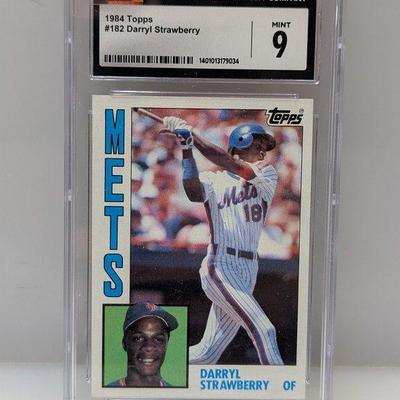 1984 Topps
#182 Darryl Strawberry
MINT
9
1401013179034
Topps
METS
Mets
18
DARRYL
STRAWBERRY OF